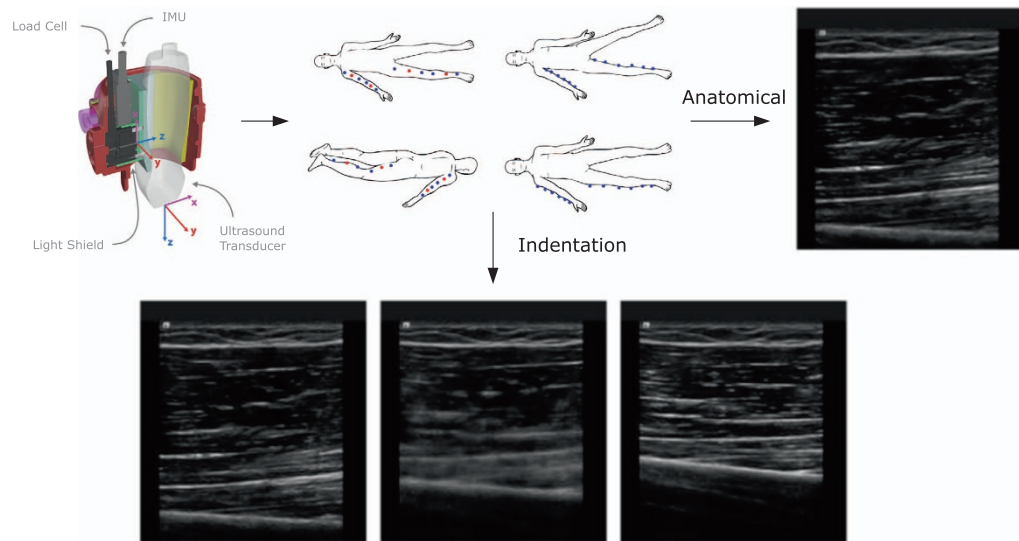 IMU
Load Cell
z
y
x
y
z
Light Shield
Ultrasound
Transducer
Anatomical
Indentation